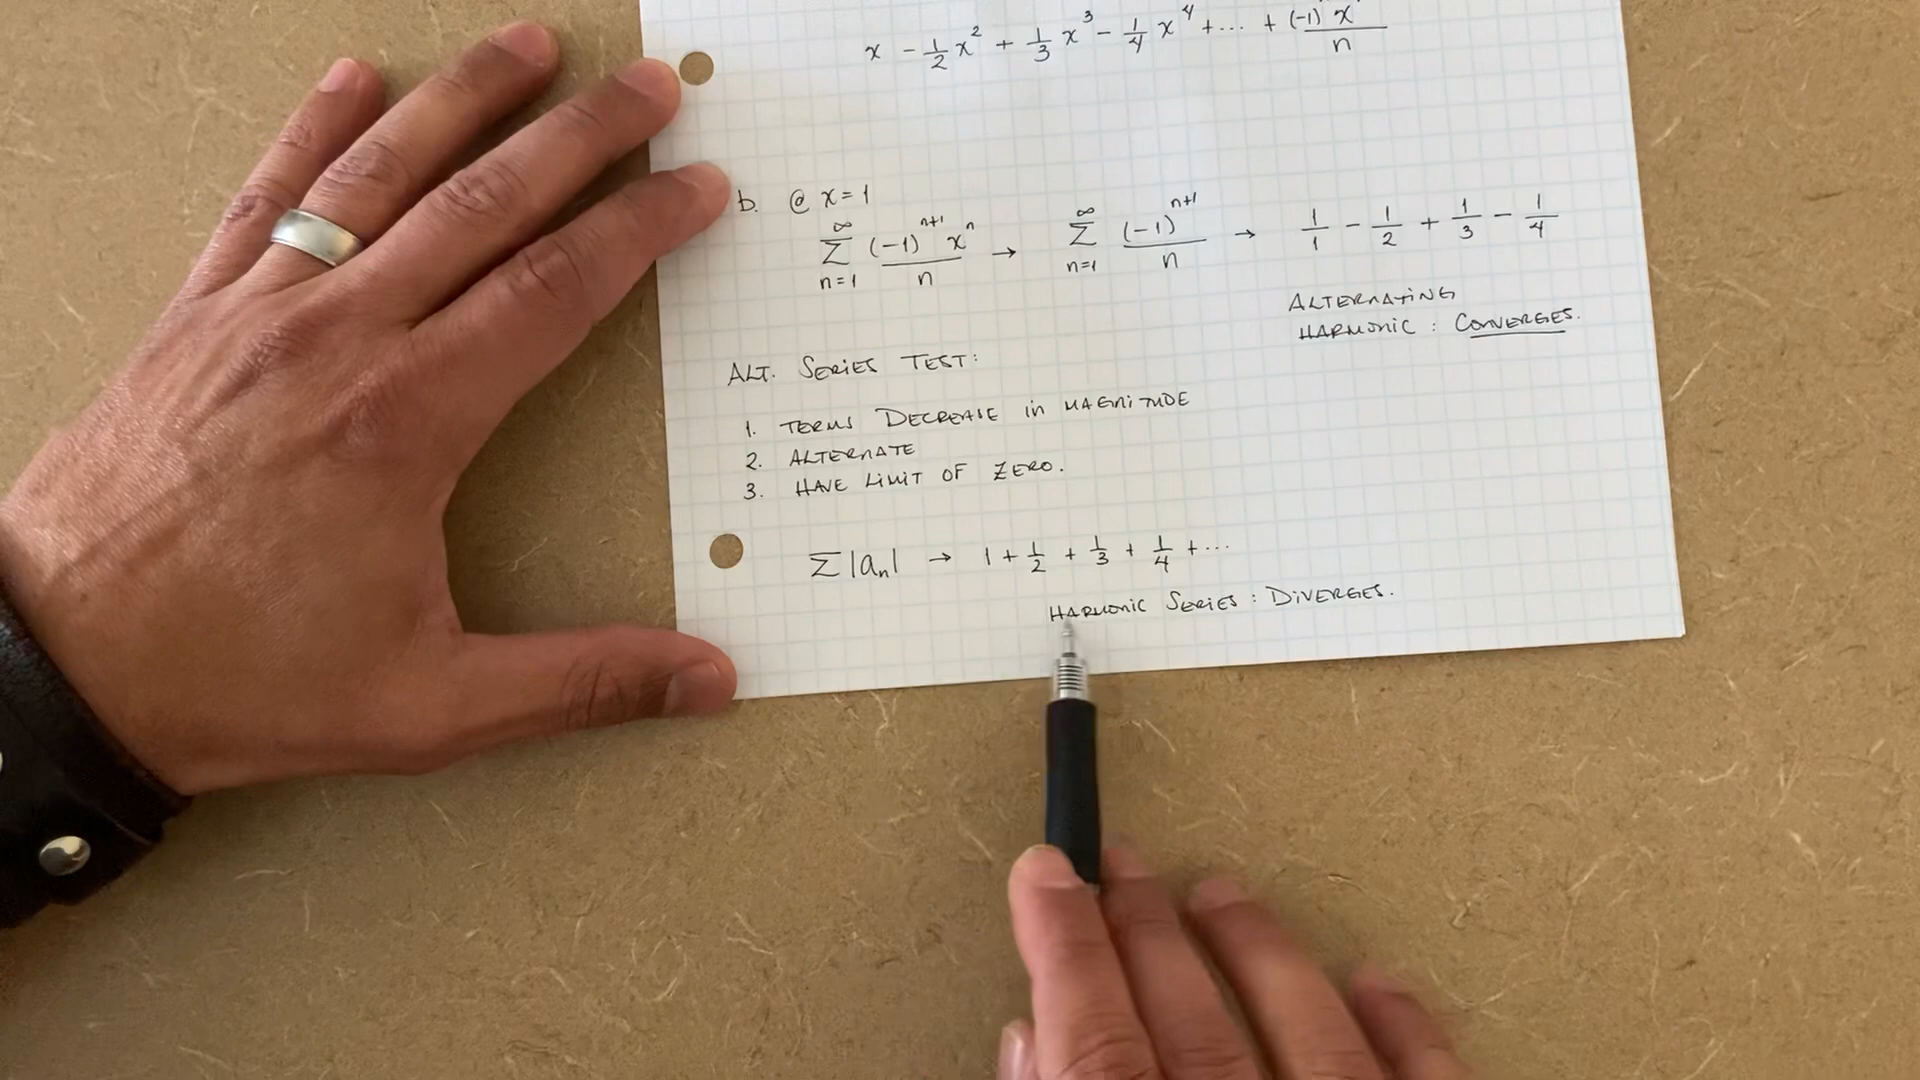 x - 1/2 x² + 1/3 x³ - 1/4 x⁴ + ... + (-1) x / n
b. @ x = 1
∞ Σ n=1 (-1)ⁿ⁺¹ xⁿ / n → ∞ Σ n=1 (-1)ⁿ⁺¹ / n → 1/1 - 1/2 + 1/3 - 1/4
ALTERNATING
HARMONIC : CONVERGES.
ALT. SERIES TEST:
1. TERMS DECREASE in MAGNITUDE
2. ALTERNATE
3. HAVE LIMIT OF ZERO.
Σ |aₙ| → 1 + 1/2 + 1/3 + 1/4 + ...
HARMONIC SERIES : DIVERGES.